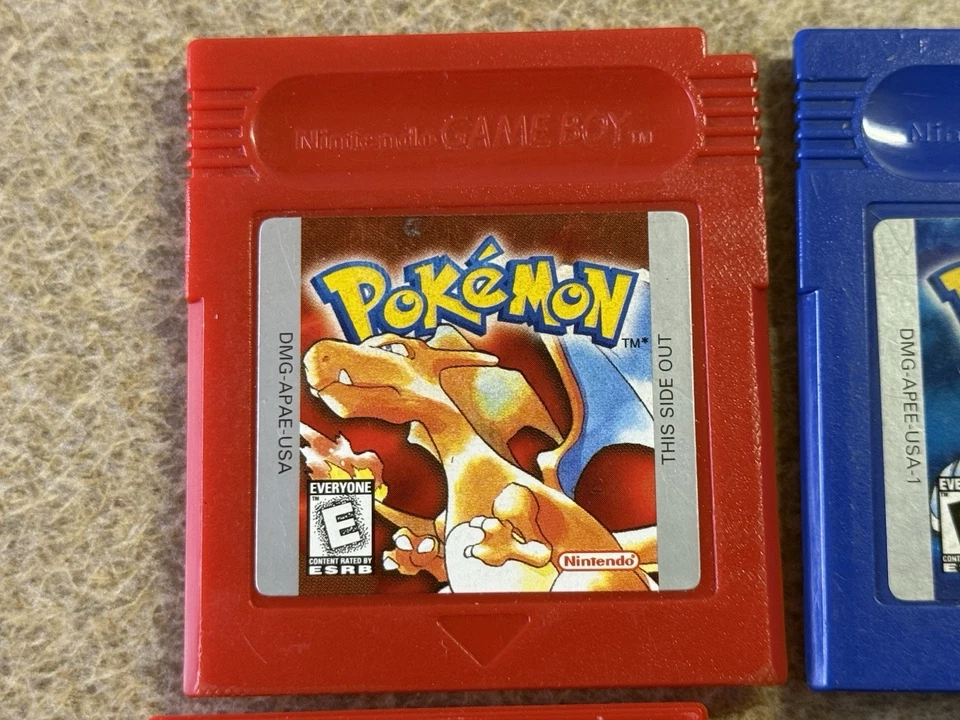 Nintendo GAME BOY™
POKéMON
TM*
DMG-APAE-USA
THIS SIDE OUT
EVERYONE
TM
E
CONTENT RATED BY
ESRB
Nintendo®
DMG-APEE-USA-1